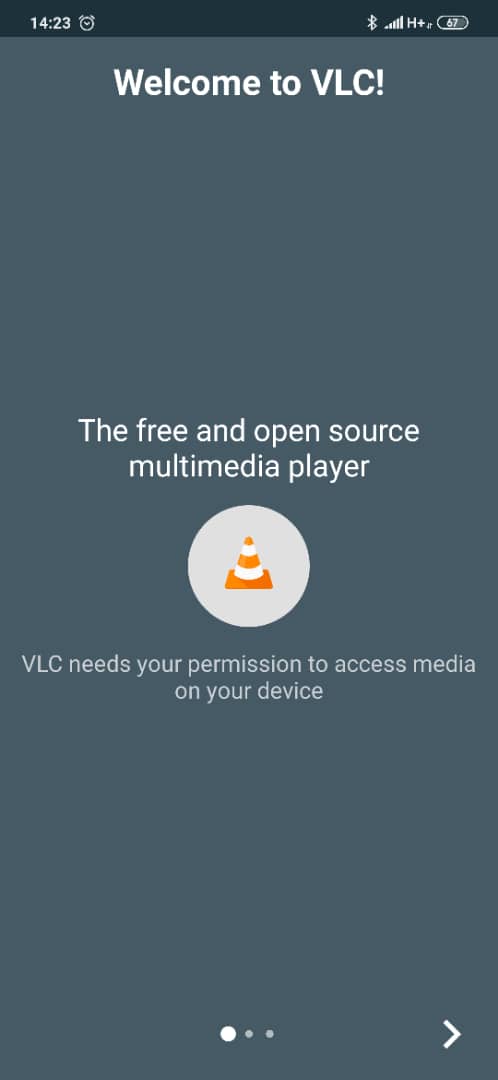 14:23 H+ 67
Welcome to VLC!
The free and open source
multimedia player
VLC needs your permission to access media
on your device